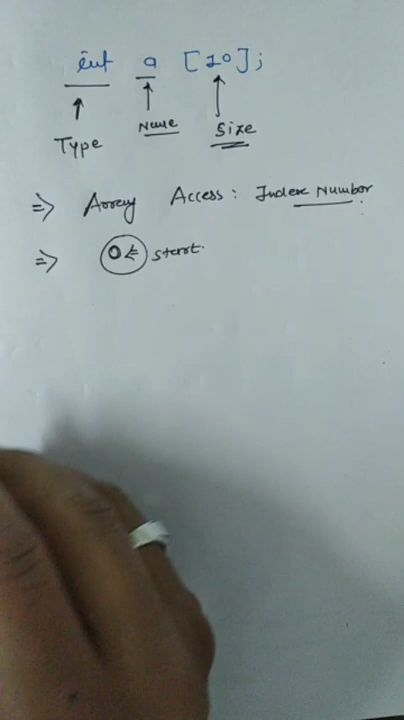 int a [10];
Type Name Size
⇒ Array Access: Index Number
⇒ 0 ⇐ start.